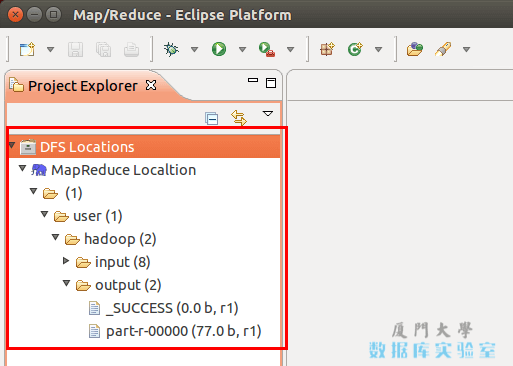 Map/Reduce - Eclipse Platform
Project Explorer
DFS Locations
MapReduce Localtion
(1)
user (1)
hadoop (2)
input (8)
output (2)
_SUCCESS (0.0 b, r1)
part-r-00000 (77.0 b, r1)
厦門大學
数据库实验室